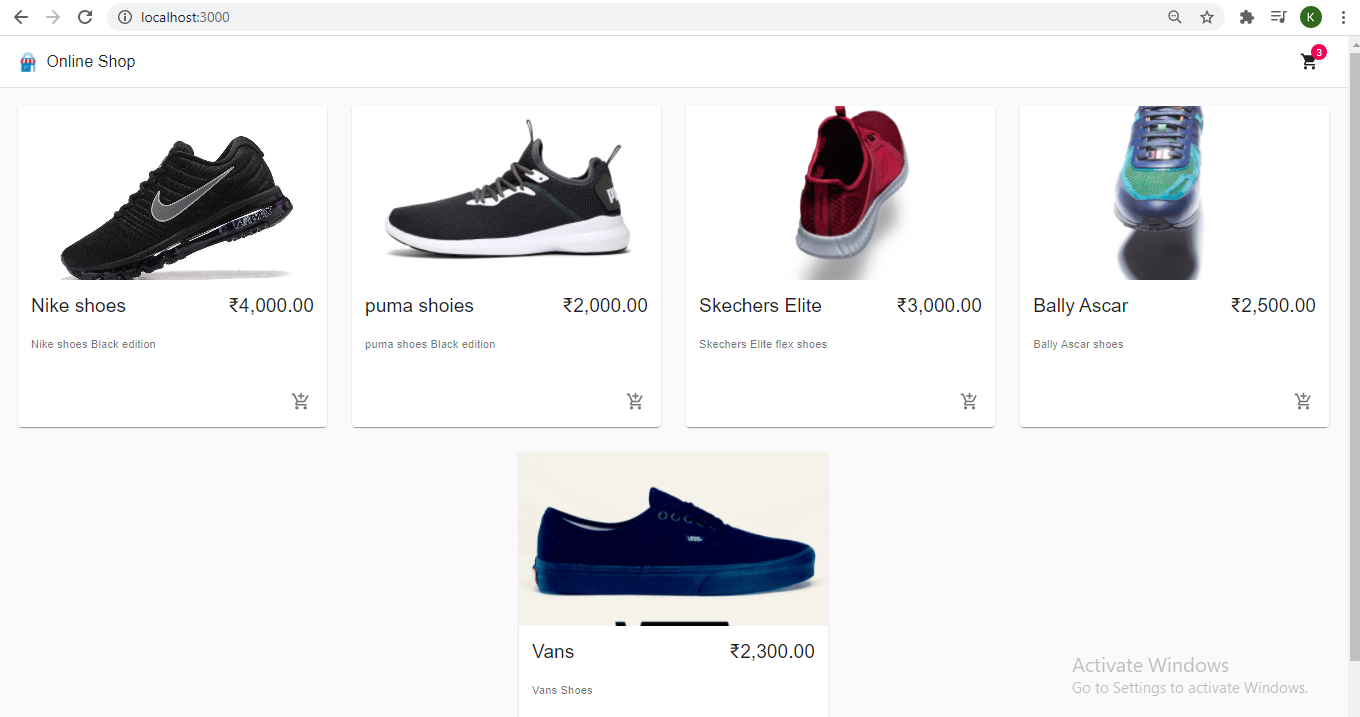 localhost:3000
K
Online Shop
3
Nike shoes ₹4,000.00
Nike shoes Black edition
puma shoies ₹2,000.00
puma shoes Black edition
Skechers Elite ₹3,000.00
Skechers Elite flex shoes
Bally Ascar ₹2,500.00
Bally Ascar shoes
VANS
Vans ₹2,300.00
Vans Shoes
Activate Windows
Go to Settings to activate Windows.